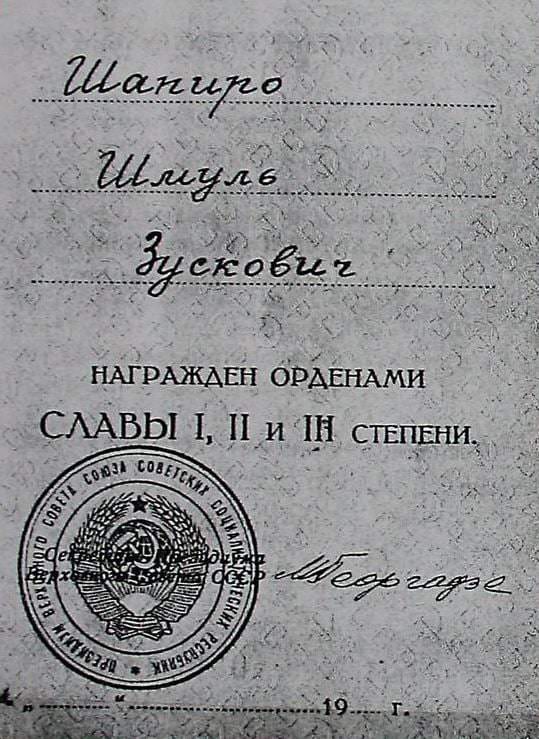 Шапиро
Шмуль
Зускович
НАГРАЖДЕН ОРДЕНАМИ
СЛАВЫ I, II и III СТЕПЕНИ.
ПРЕЗИДИУМ ВЕРХОВНОГО СОВЕТА СОЮЗА СОВЕТСКИХ СОЦИАЛИСТИЧЕСКИХ РЕСПУБЛИК
Секретарь Президиума
Верховного Совета СССР
МГеоргадзе
„ “ 19 г.